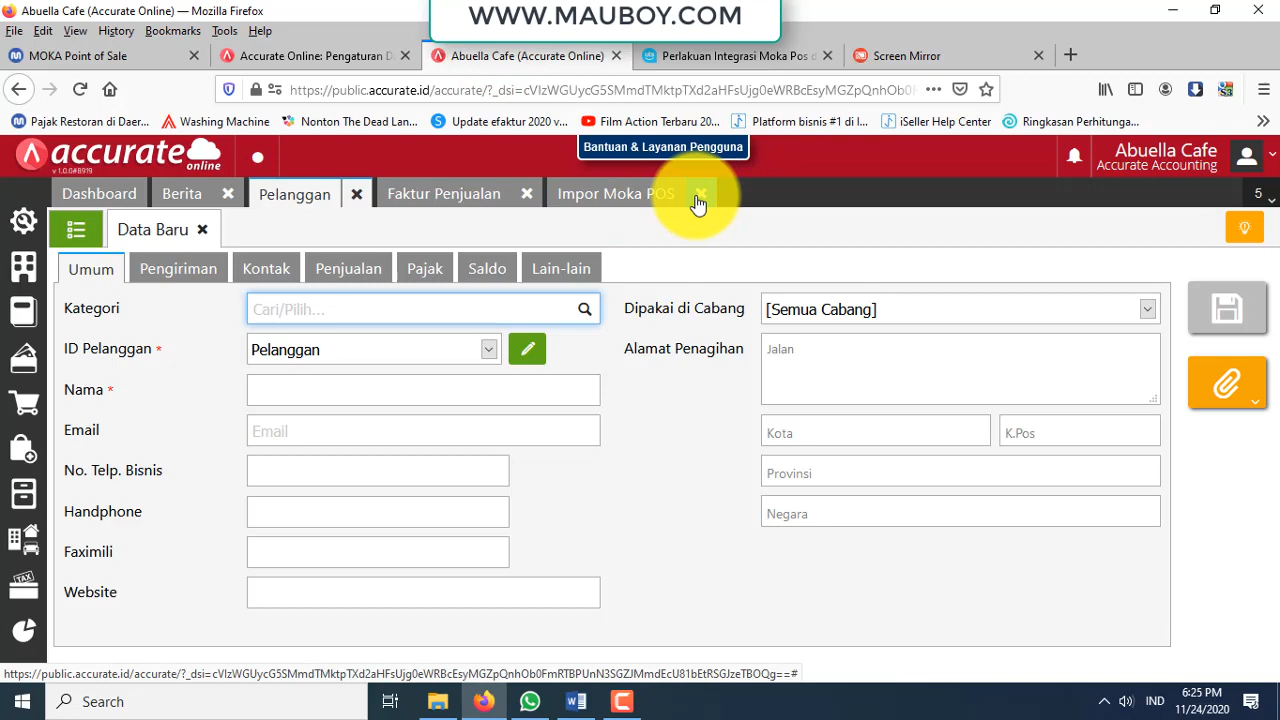 Abuella Cafe (Accurate Online) - Mozilla Firefox
WWW.MAUBOY.COM
File Edit View History Bookmarks Tools Help
MOKA Point of Sale
Accurate Online: Pengaturan D
Abuella Cafe (Accurate Online)
Perlakuan Integrasi Moka Pos d
Screen Mirror
https://public.accurate.id/accurate/?_dsi=cVIzWGUycG5SMmdTMktpTXd2aHFsUjg0eWRBcEsyMGZpQnhOb0
Pajak Restoran di Daer...
Washing Machine
Nonton The Dead Lan...
Update efaktur 2020 v...
Film Action Terbaru 20...
Platform bisnis #1 di I...
iSeller Help Center
Ringkasan Perhitunga...
accurate online
v 1.0.0#8919
Bantuan & Layanan Pengguna
Abuella Cafe
Accurate Accounting
Dashboard
Berita
Pelanggan
Faktur Penjualan
Impor Moka POS
5
Data Baru
Umum
Pengiriman
Kontak
Penjualan
Pajak
Saldo
Lain-lain
Kategori
Cari/Pilih...
Dipakai di Cabang
[Semua Cabang]
ID Pelanggan *
Pelanggan
Alamat Penagihan
Jalan
Nama *
Email
Email
Kota
K.Pos
No. Telp. Bisnis
Provinsi
Handphone
Negara
Faximili
Website
TAX
https://public.accurate.id/accurate/?_dsi=cVIzWGUycG5SMmdTMktpTXd2aHFsUjg0eWRBcEsyMGZpQnhOb0FmRTBPUnN3SGZJMmdEcU81bEtRSGJzeTBOQg==#
Search
IND
6:25 PM
11/24/2020